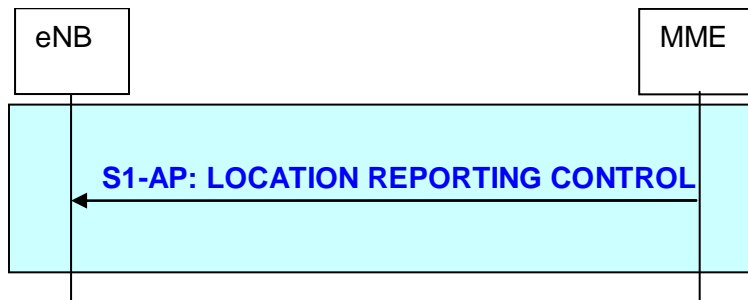 eNB
MME
S1-AP: LOCATION REPORTING CONTROL